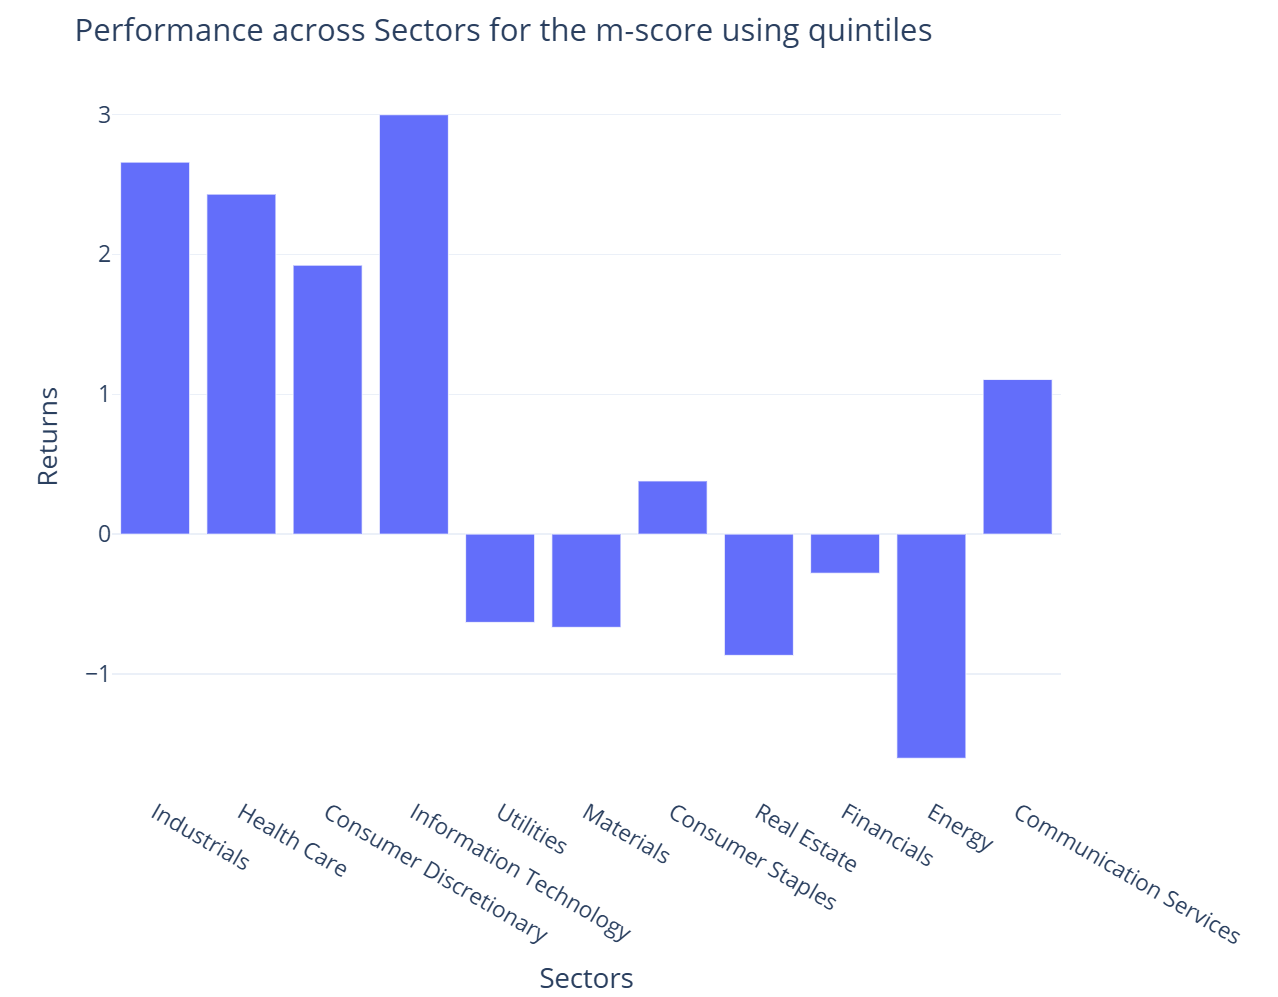 Performance across Sectors for the m-score using quintiles
3
2
1
0
−1
Returns
Industrials
Health Care
Consumer Discretionary
Information Technology
Utilities
Materials
Consumer Staples
Real Estate
Financials
Energy
Communication Services
Sectors